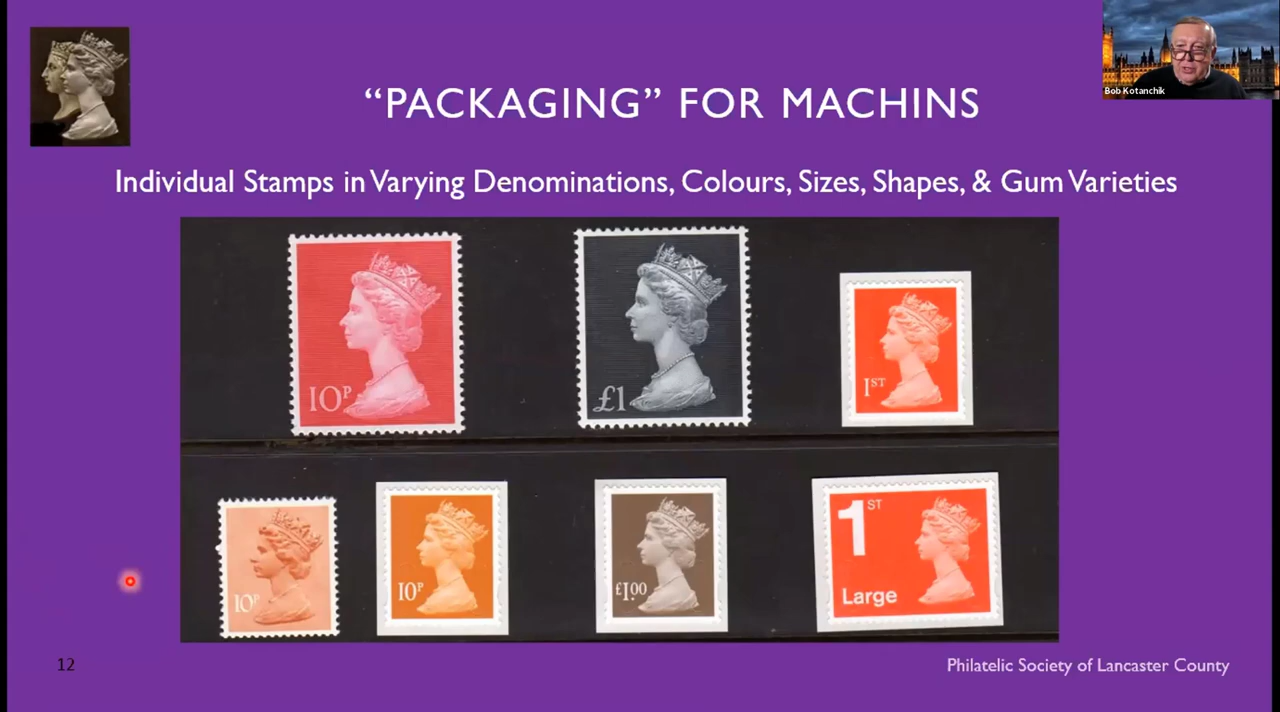 Bob Kotanchik
“PACKAGING” FOR MACHINS
Individual Stamps in Varying Denominations, Colours, Sizes, Shapes, & Gum Varieties
10P
£1
1ST
10P
10P
£1.00
1ST
Large
12
Philatelic Society of Lancaster County